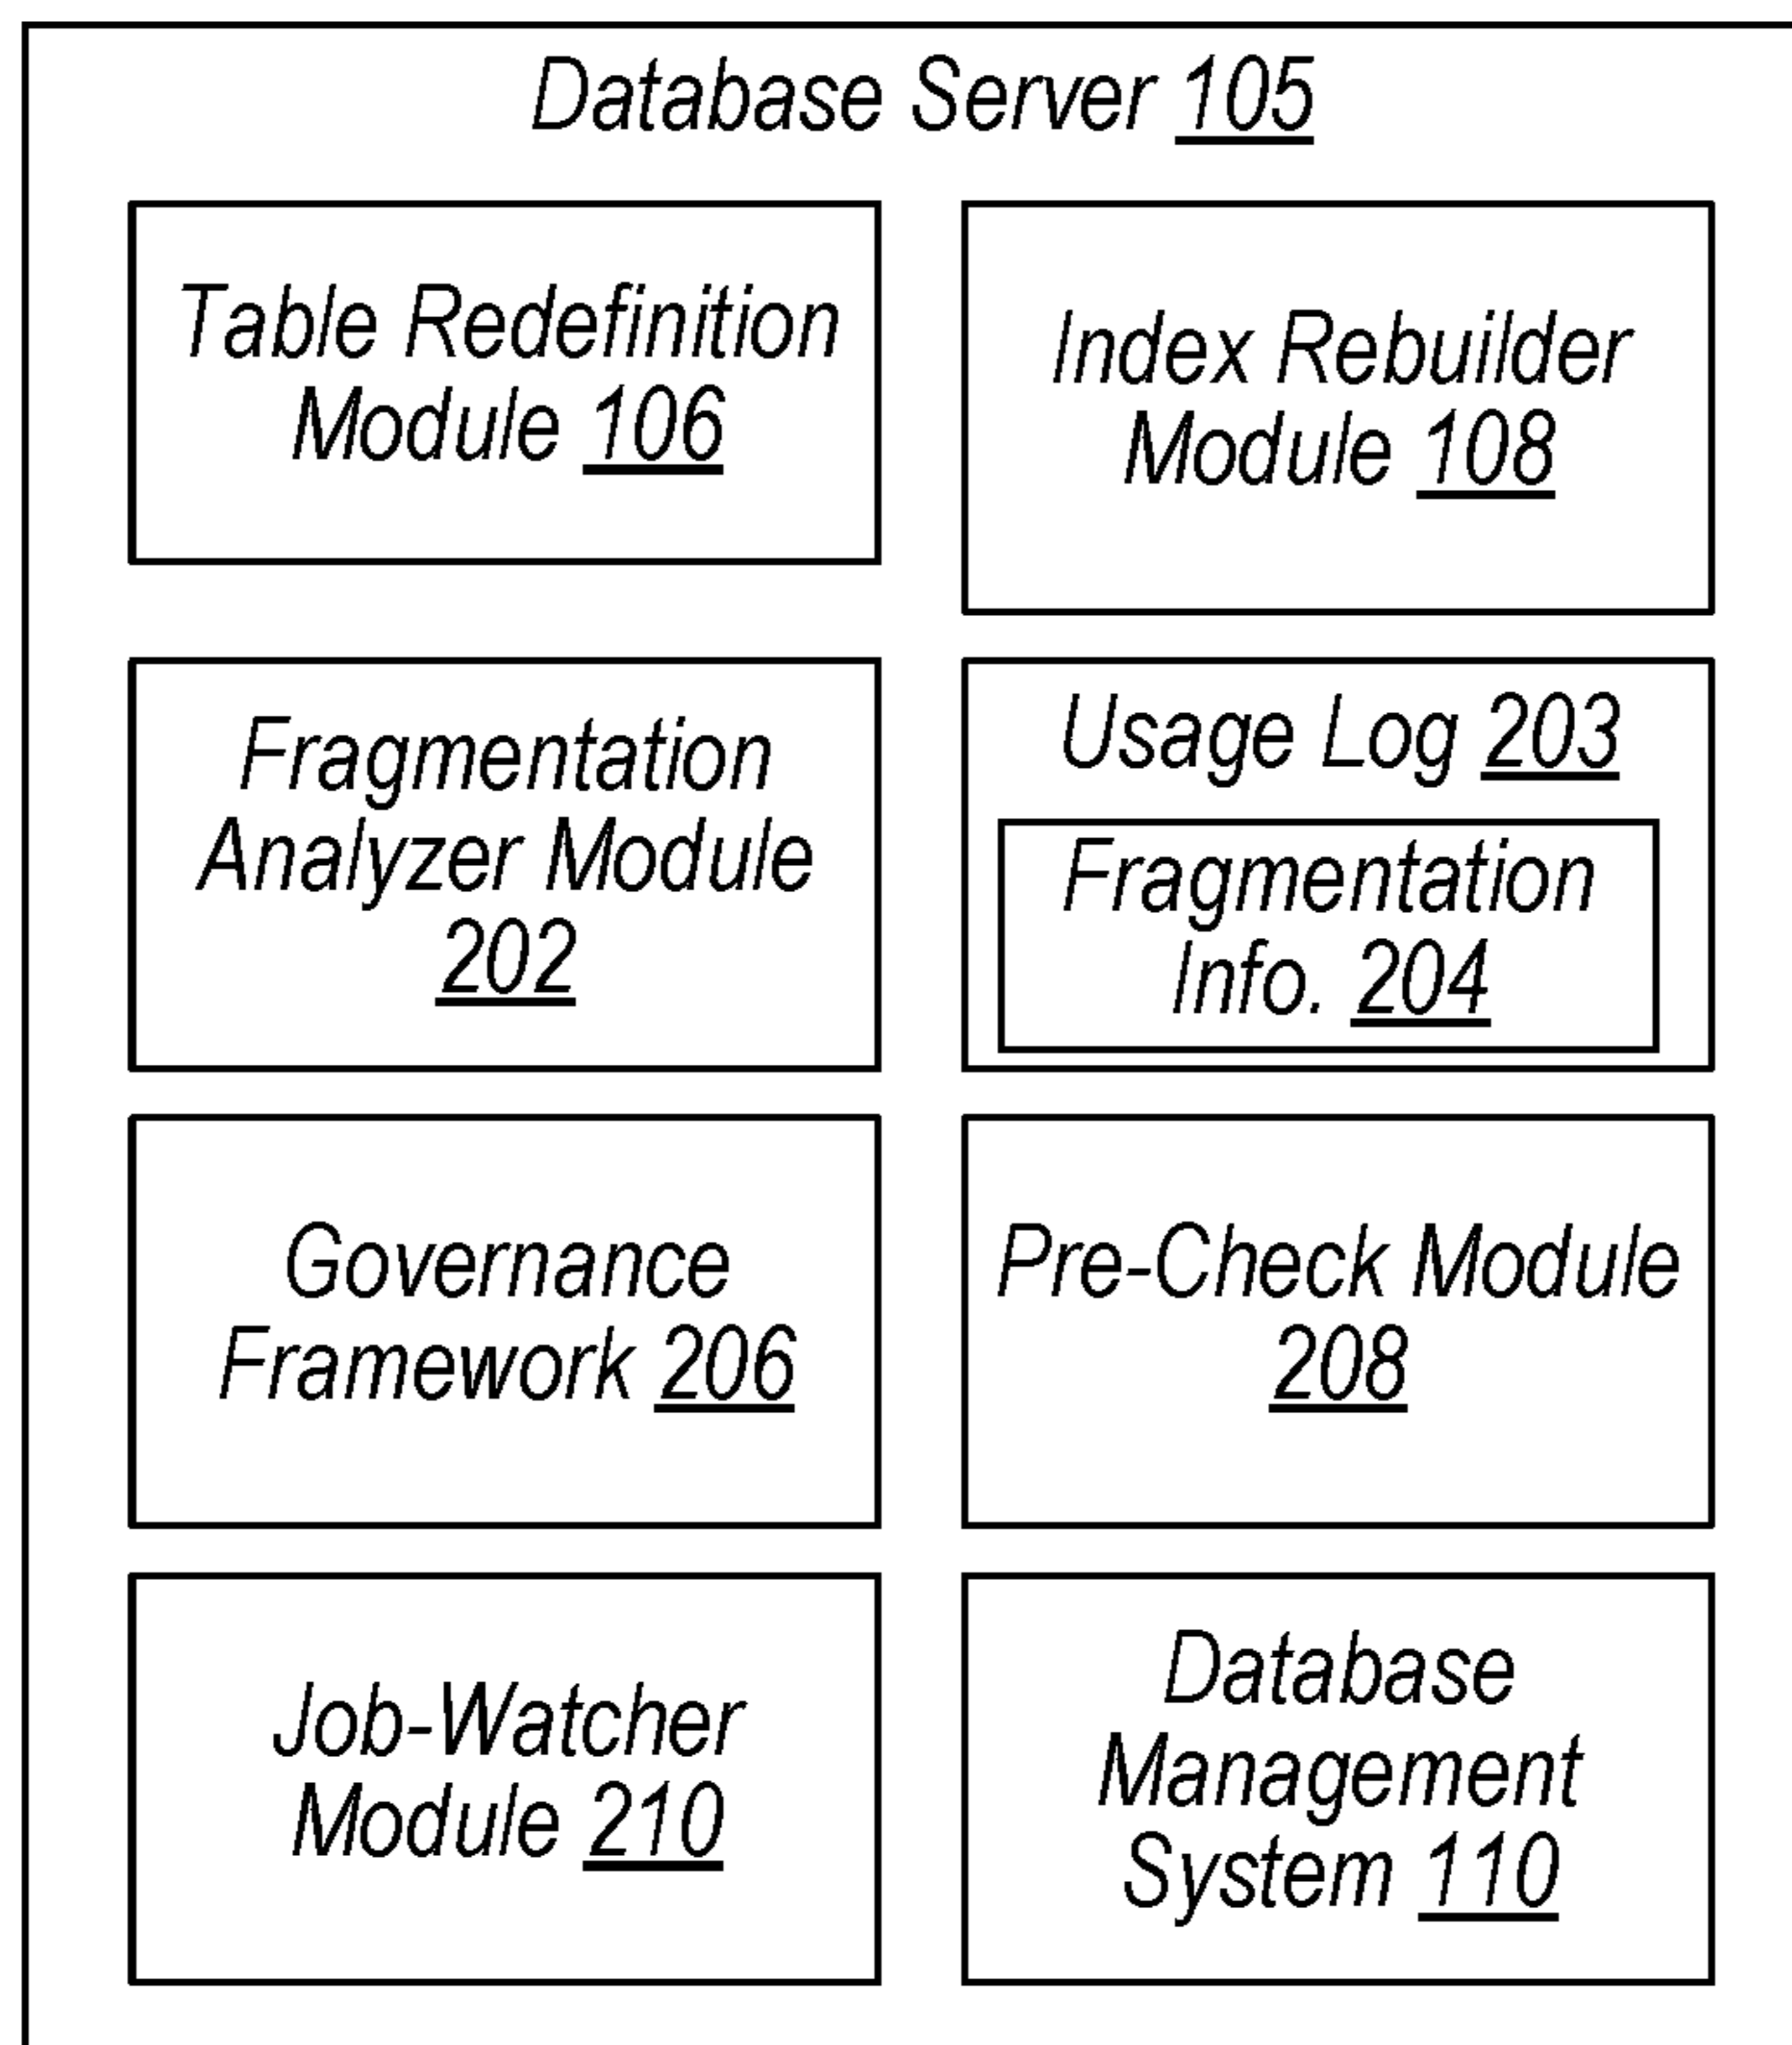 Database Server 105
Table Redefinition
Module 106
Index Rebuilder
Module 108
Fragmentation
Analyzer Module
202
Usage Log 203
Fragmentation
Info. 204
Governance
Framework 206
Pre-Check Module
208
Job-Watcher
Module 210
Database
Management
System 110